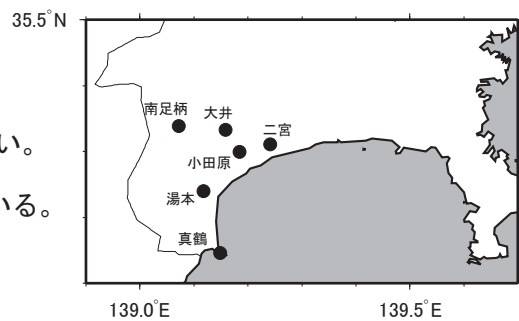 35.5°N
南足柄
大井
二宮
い。
小田原
いる。
湯本
真鶴
139.0°E
139.5°E